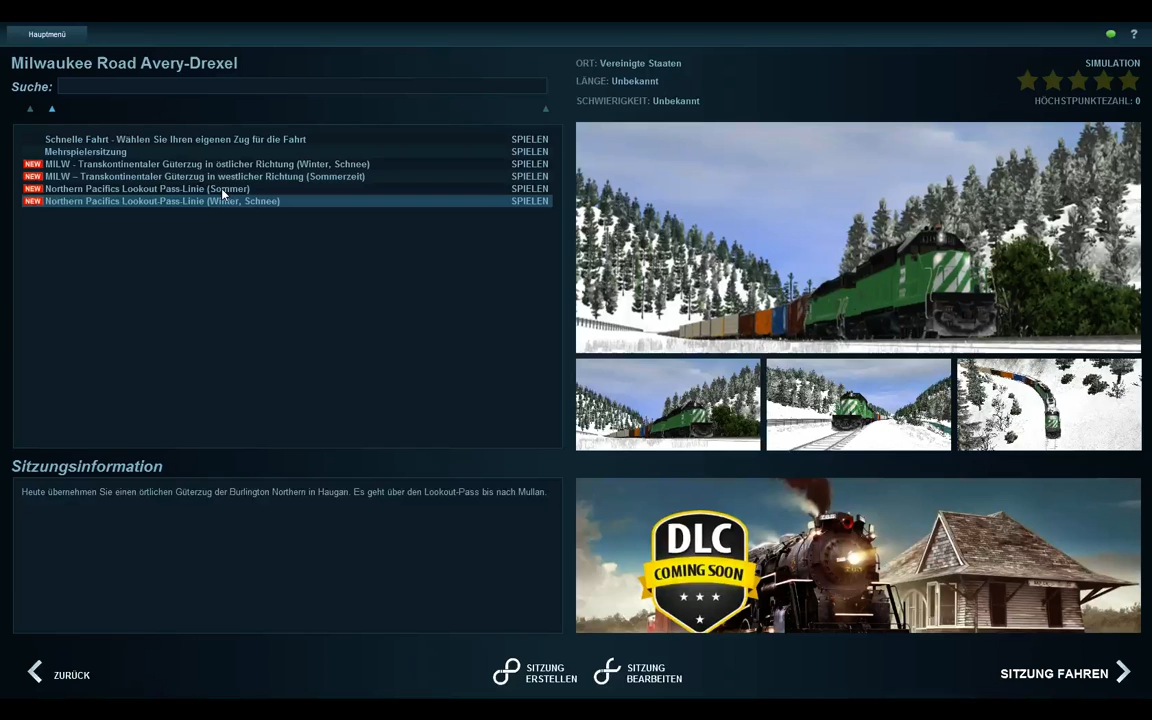 Hauptmenü
?
Milwaukee Road Avery-Drexel
Suche:
ORT: Vereinigte Staaten
LÄNGE: Unbekannt
SCHWIERIGKEIT: Unbekannt
SIMULATION
HÖCHSTPUNKTEZAHL: 0
Schnelle Fahrt - Wählen Sie Ihren eigenen Zug für die Fahrt SPIELEN
Mehrspielersitzung SPIELEN
NEW MILW - Transkontinentaler Güterzug in östlicher Richtung (Winter, Schnee) SPIELEN
NEW MILW – Transkontinentaler Güterzug in westlicher Richtung (Sommerzeit) SPIELEN
NEW Northern Pacifics Lookout Pass-Linie (Sommer) SPIELEN
NEW Northern Pacifics Lookout-Pass-Linie (Winter, Schnee) SPIELEN
Sitzungsinformation
Heute übernehmen Sie einen örtlichen Güterzug der Burlington Northern in Haugan. Es geht über den Lookout-Pass bis nach Mullan.
DLC
COMING SOON
ZURÜCK
SITZUNG
ERSTELLEN
SITZUNG
BEARBEITEN
SITZUNG FAHREN